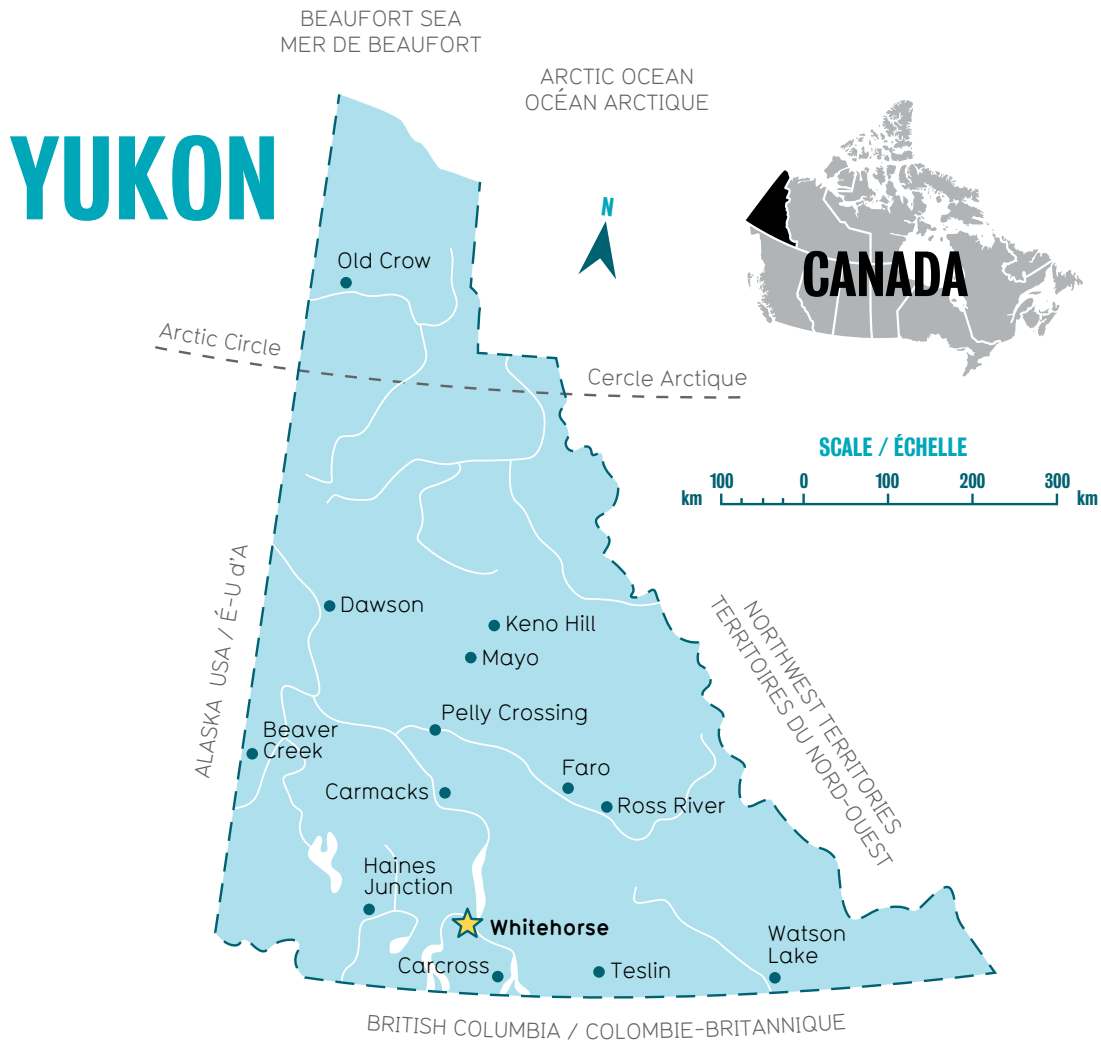 BEAUFORT SEA
MER DE BEAUFORT
ARCTIC OCEAN
OCÉAN ARCTIQUE
YUKON
N
CANADA
Old Crow
Arctic Circle
Cercle Arctique
SCALE / ÉCHELLE
km 100 0 100 200 300 km
ALASKA USA / É-U d'A
Dawson
Keno Hill
Mayo
NORTHWEST TERRITORIES
TERRITOIRES DU NORD-OUEST
Pelly Crossing
Beaver
Creek
Faro
Carmacks
Ross River
Haines
Junction
Whitehorse
Watson
Lake
Carcross
Teslin
BRITISH COLUMBIA / COLOMBIE-BRITANNIQUE